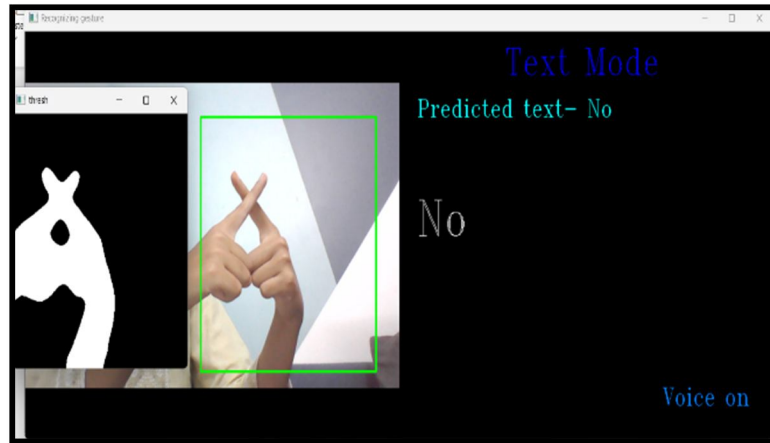 Recognizing gesture
Text Mode
thresh
Predicted text- No
No
Voice on